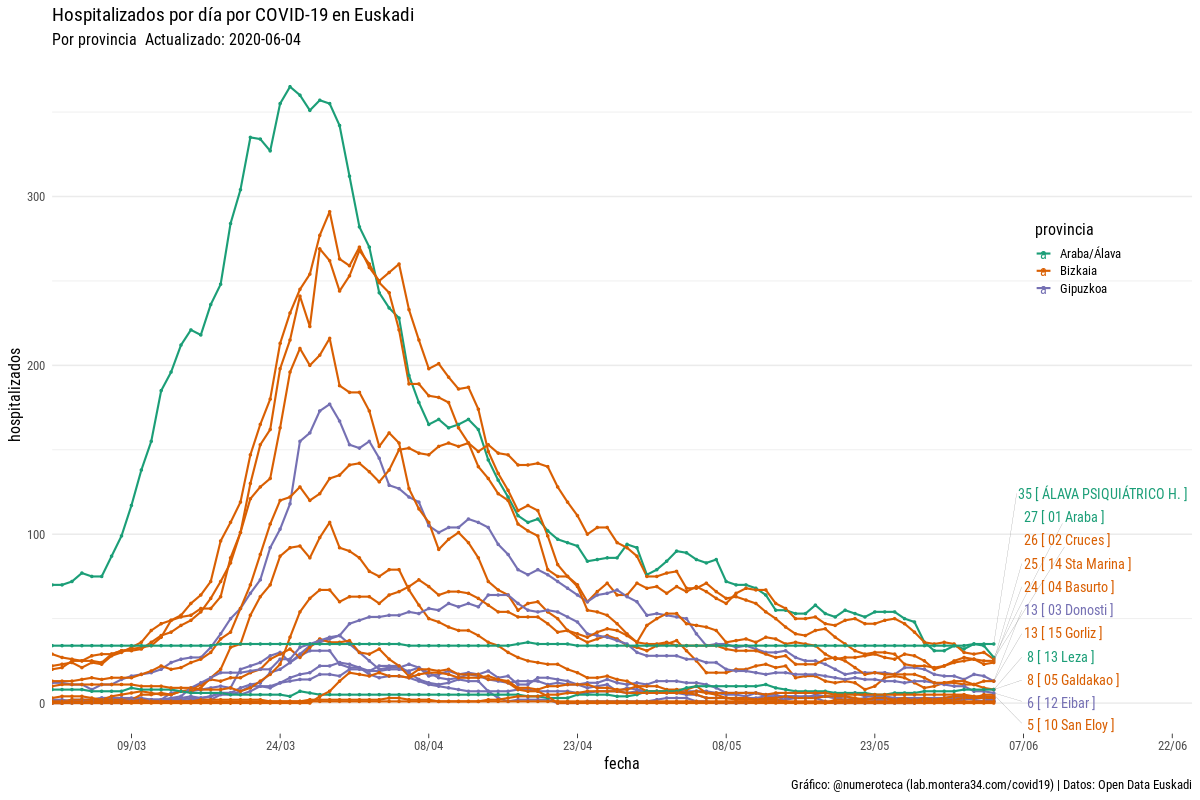 Hospitalizados por día por COVID-19 en Euskadi
Por provincia  Actualizado: 2020-06-04
hospitalizados
300
200
100
0
provincia
Araba/Álava
Bizkaia
Gipuzkoa
35 [ ÁLAVA PSIQUIÁTRICO H. ]
27 [ 01 Araba ]
26 [ 02 Cruces ]
25 [ 14 Sta Marina ]
24 [ 04 Basurto ]
13 [ 03 Donosti ]
13 [ 15 Gorliz ]
8 [ 13 Leza ]
8 [ 05 Galdakao ]
6 [ 12 Eibar ]
5 [ 10 San Eloy ]
09/03 24/03 08/04 23/04 08/05 23/05 07/06 22/06
fecha
Gráfico: @numeroteca (lab.montera34.com/covid19) | Datos: Open Data Euskadi